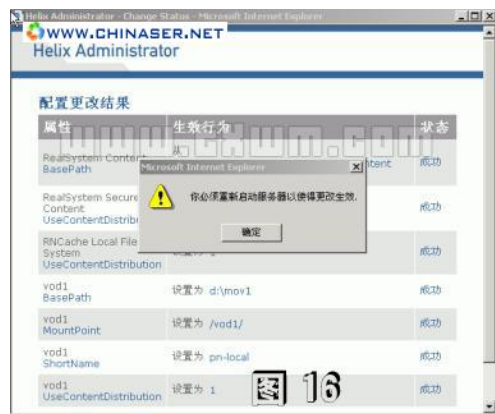 Helix Administrator - Change Status - Microsoft Internet Explorer
WWW.CHINASER.NET
Helix Administrator
配置更改结果
属性 生效行为 状态
从
RealSystem Content
BasePath
tent 成功
Microsoft Internet Explorer
你必须重新启动服务器以使得更改生效.
确定
RealSystem Secure
Content
UseContentDistrib
成功
RNCache Local File
System
UseContentDistribution
成功
vod1
BasePath
设置为 d:\mov1 成功
vod1
MountPoint
设置为 /vod1/ 成功
vod1
ShortName
设置为 pn-local 成功
vod1
UseContentDistribution
设置为 1 成功
图 16